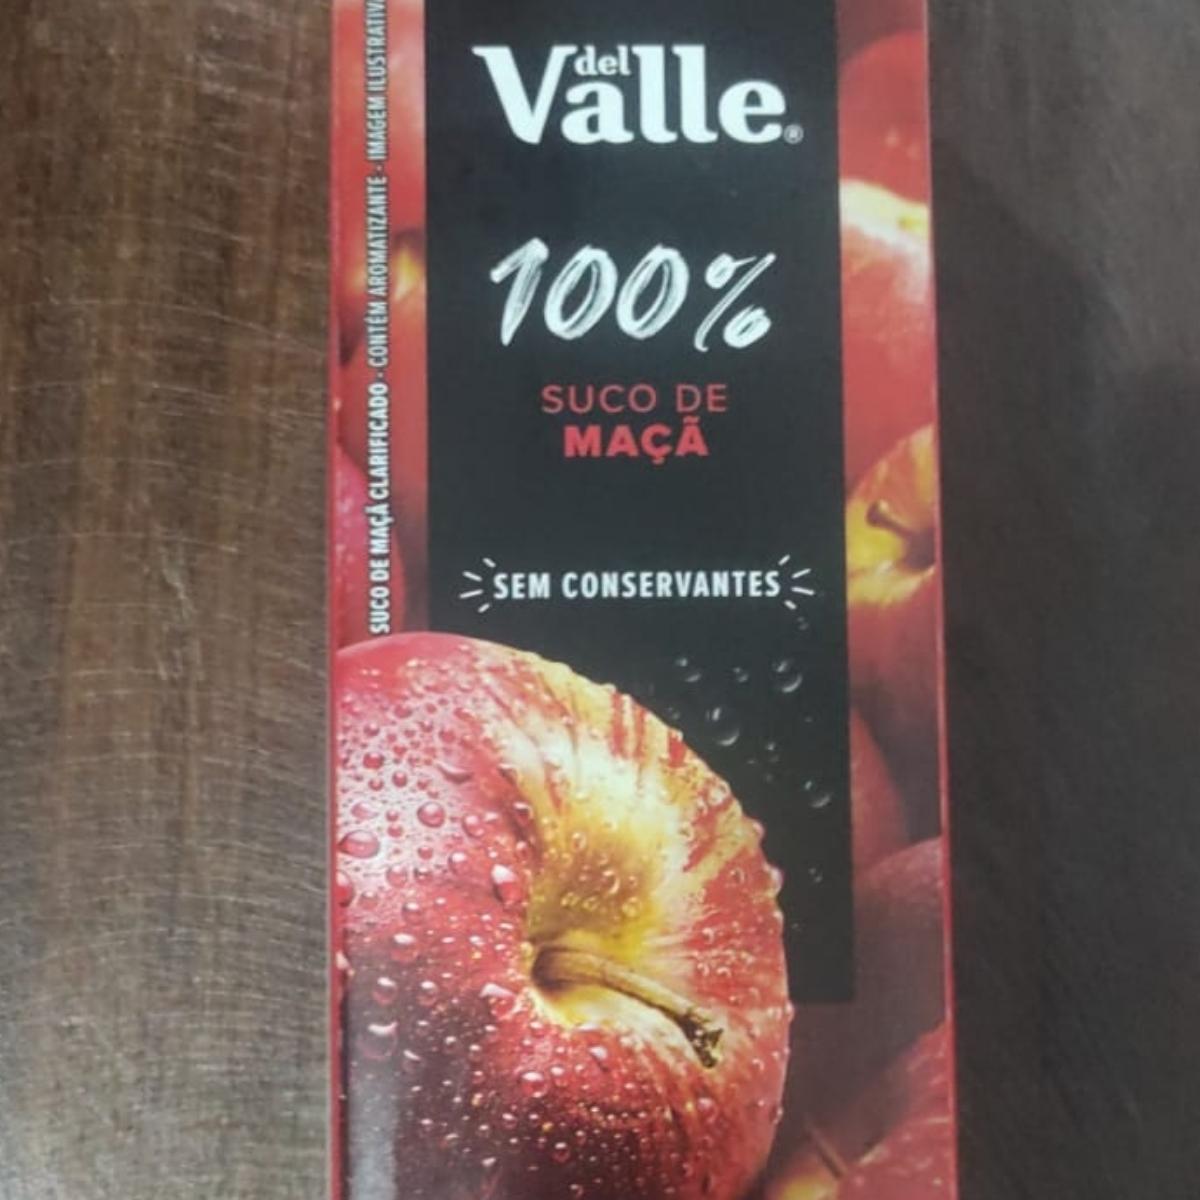 del
Valle®
100%
SUCO DE
MAÇÃ
SEM CONSERVANTES
SUCO DE MAÇÃ CLARIFICADO - CONTÉM AROMATIZANTE - IMAGEM ILUSTRATIVA